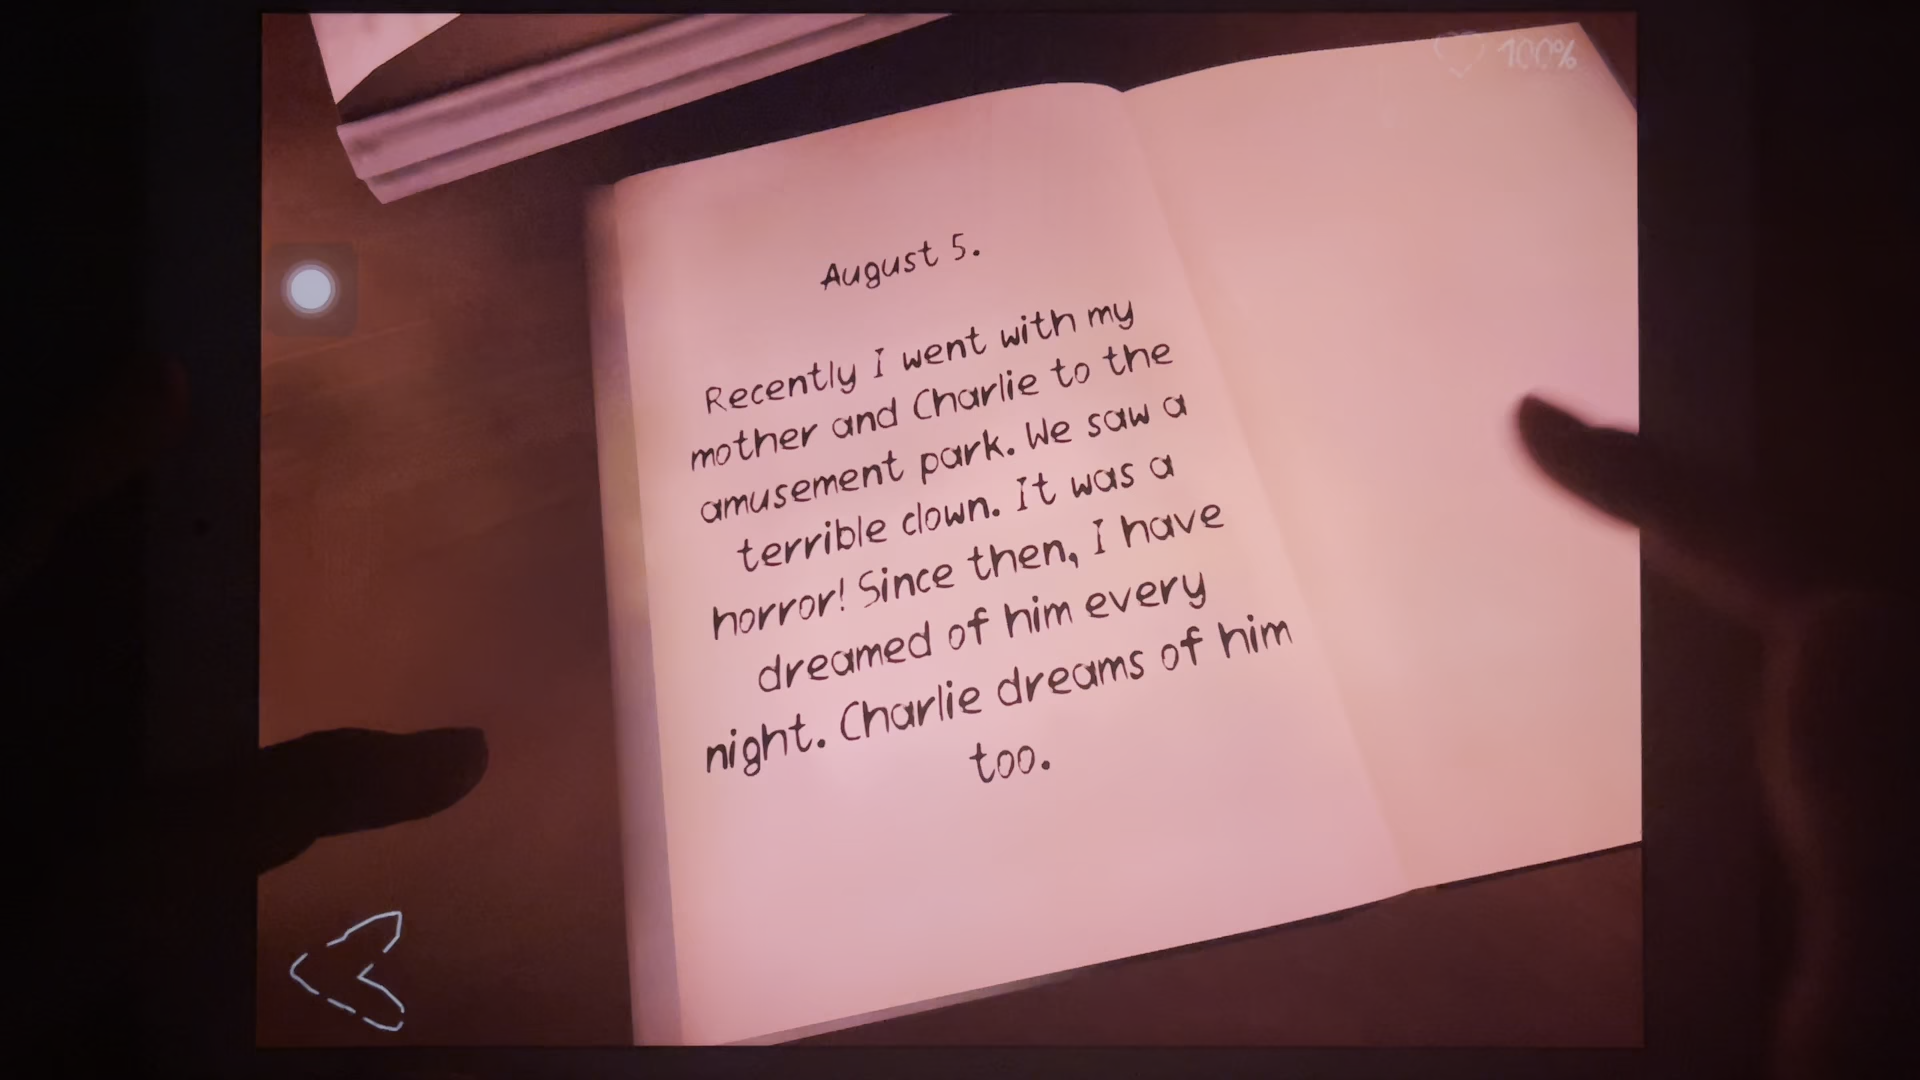 100%
August 5.
Recently I went with my
mother and Charlie to the
amusement park. We saw a
terrible clown. It was a
horror! Since then, I have
dreamed of him every
night. Charlie dreams of him
too.